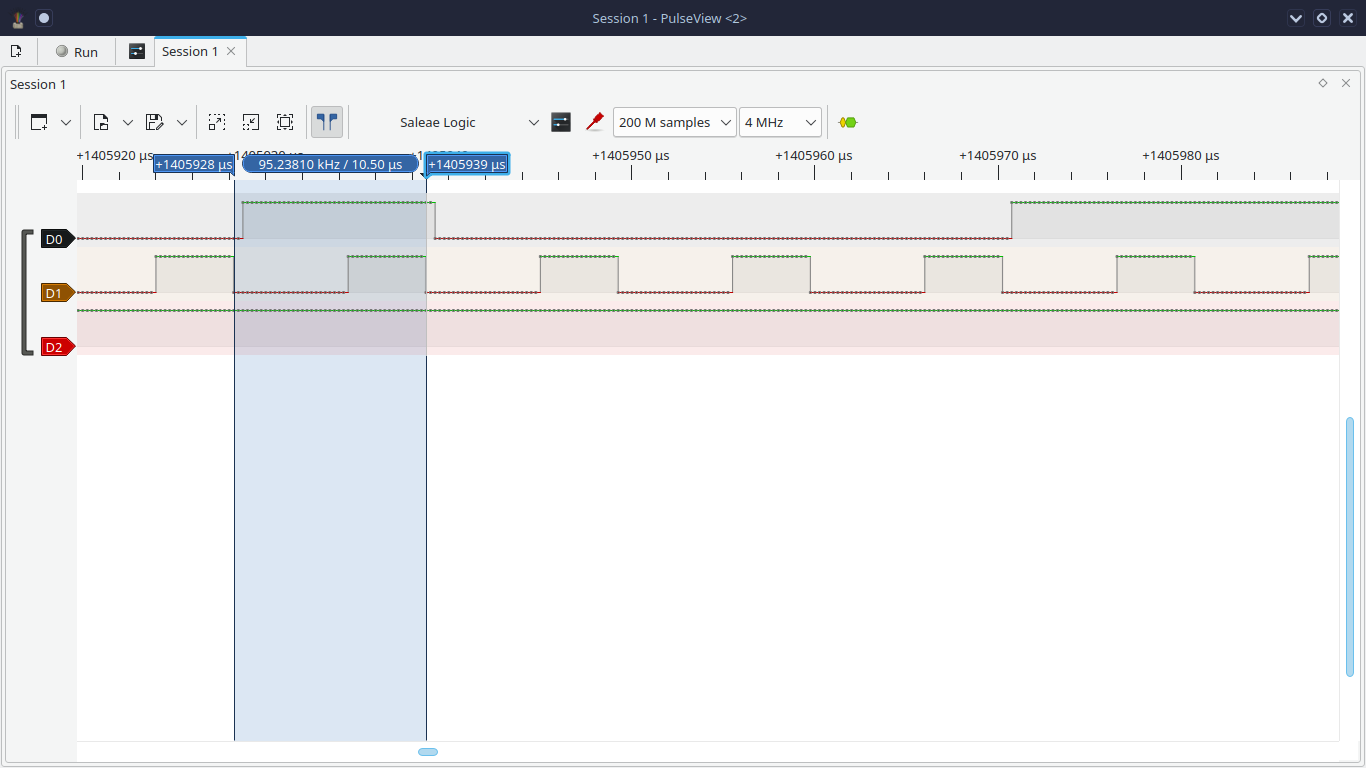 Session 1 - PulseView <2>
Run
Session 1
Session 1
Saleae Logic
200 M samples
4 MHz
+1405920 µs
+1405950 µs
+1405960 µs
+1405970 µs
+1405980 µs
+1405928 µs
95.23810 kHz / 10.50 µs
+1405939 µs
D0
D1
D2